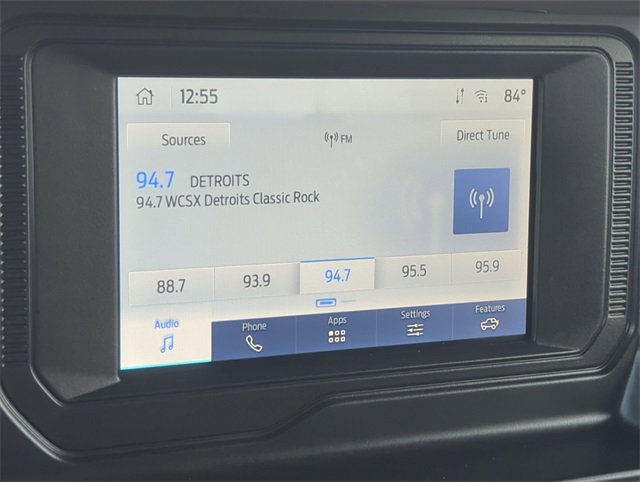 12:55 84°
Sources FM Direct Tune
94.7 DETROITS
94.7 WCSX Detroits Classic Rock
88.7 93.9 94.7 95.5 95.9
Audio Phone Apps Settings Features